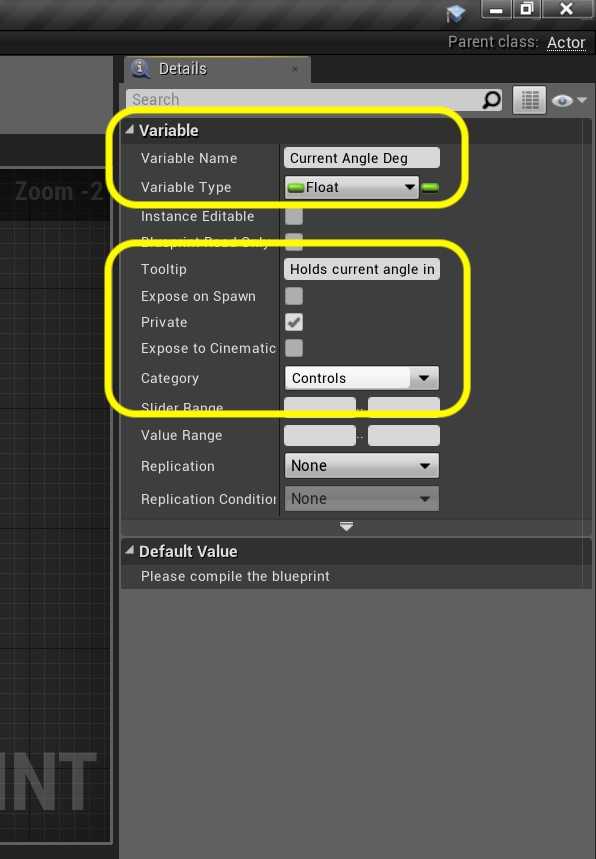 Parent class: Actor
Details
Search
Variable
Zoom -2
Variable Name Current Angle Deg
Variable Type Float
Instance Editable
Blueprint Read Only
Tooltip Holds current angle in
Expose on Spawn
Private
Expose to Cinematic
Category Controls
Slider Range
Value Range
Replication None
Replication Condition None
Default Value
Please compile the blueprint
INT